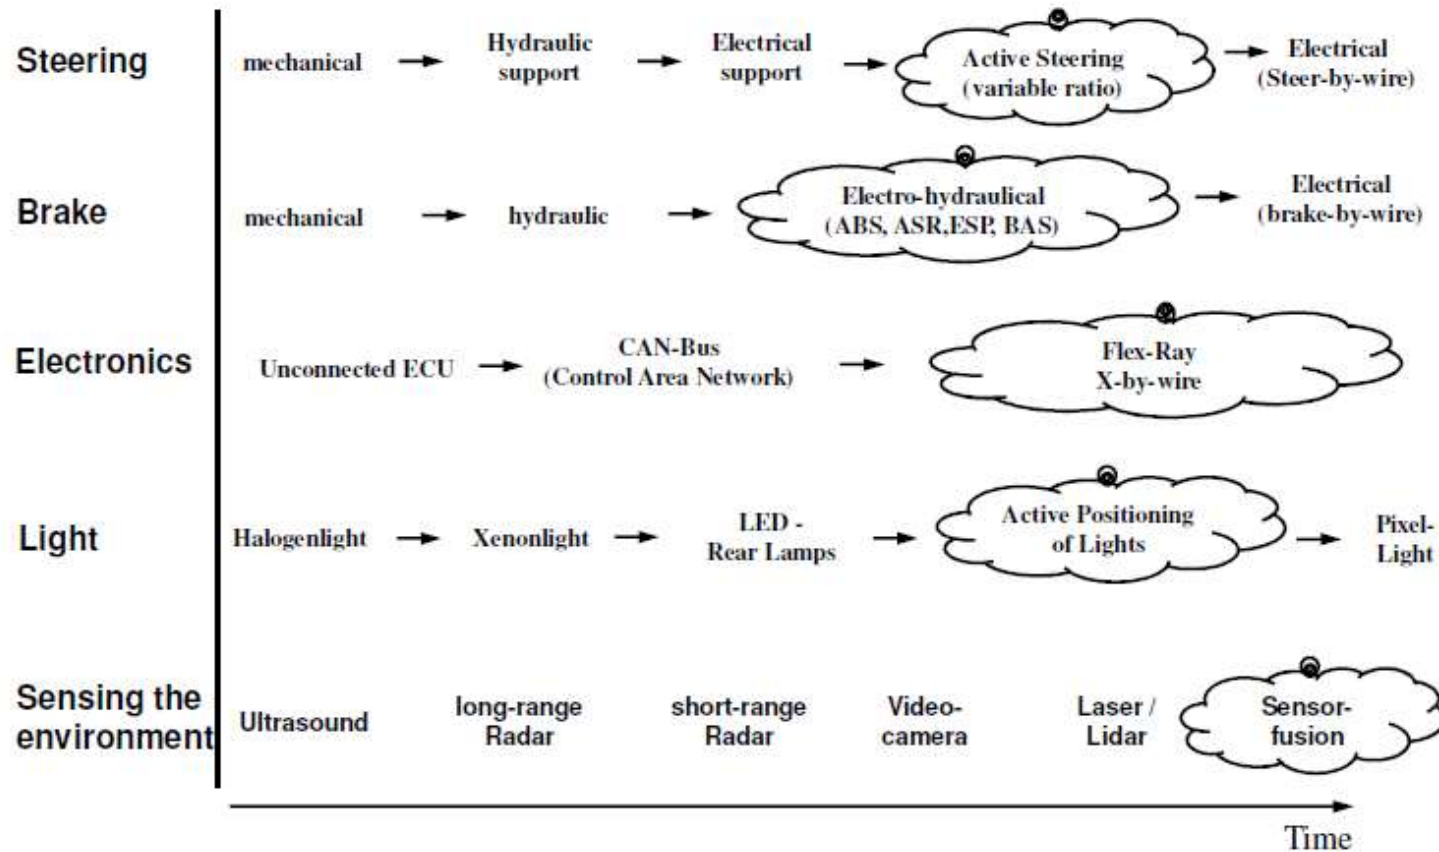 Steering
mechanical
Hydraulic
support
Electrical
support
Active Steering
(variable ratio)
Electrical
(Steer-by-wire)
Brake
mechanical
hydraulic
Electro-hydraulical
(ABS, ASR,ESP, BAS)
Electrical
(brake-by-wire)
Electronics
Unconnected ECU
CAN-Bus
(Control Area Network)
Flex-Ray
X-by-wire
Light
Halogenlight
Xenonlight
LED -
Rear Lamps
Active Positioning
of Lights
Pixel-
Light
Sensing the
environment
Ultrasound
long-range
Radar
short-range
Radar
Video-
camera
Laser /
Lidar
Sensor-
fusion
Time